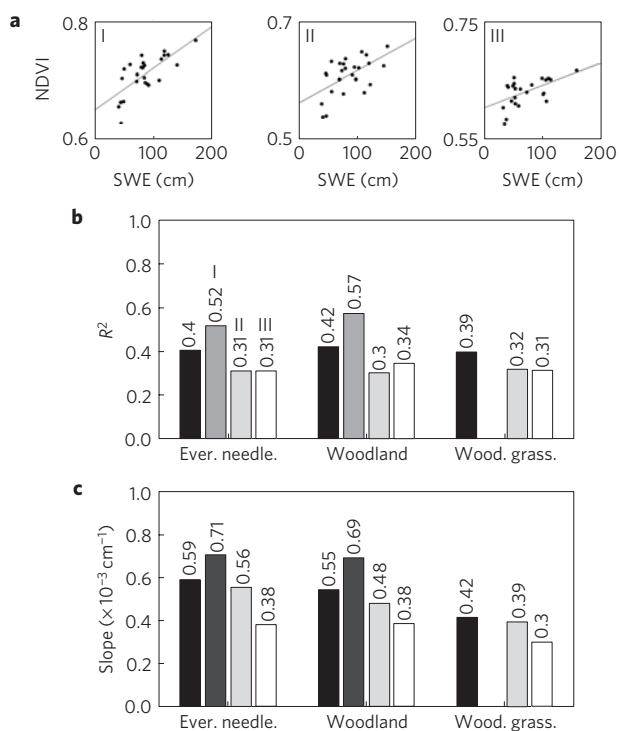 a
I
II
III
NDVI
0.8
0.6
0.7
0.5
0.75
0.55
0 100 200
0 100 200
0 100 200
SWE (cm)
SWE (cm)
SWE (cm)
b
R²
1.0
0.8
0.6
0.4
0.2
0.0
0.4
0.52 I
0.31 II
0.31 III
0.42
0.57
0.3
0.34
0.39
0.32
0.31
Ever. needle.
Woodland
Wood. grass.
c
Slope (×10⁻³ cm⁻¹)
1.0
0.8
0.6
0.4
0.2
0.0
0.59
0.71
0.56
0.38
0.55
0.69
0.48
0.38
0.42
0.39
0.3
Ever. needle.
Woodland
Wood. grass.